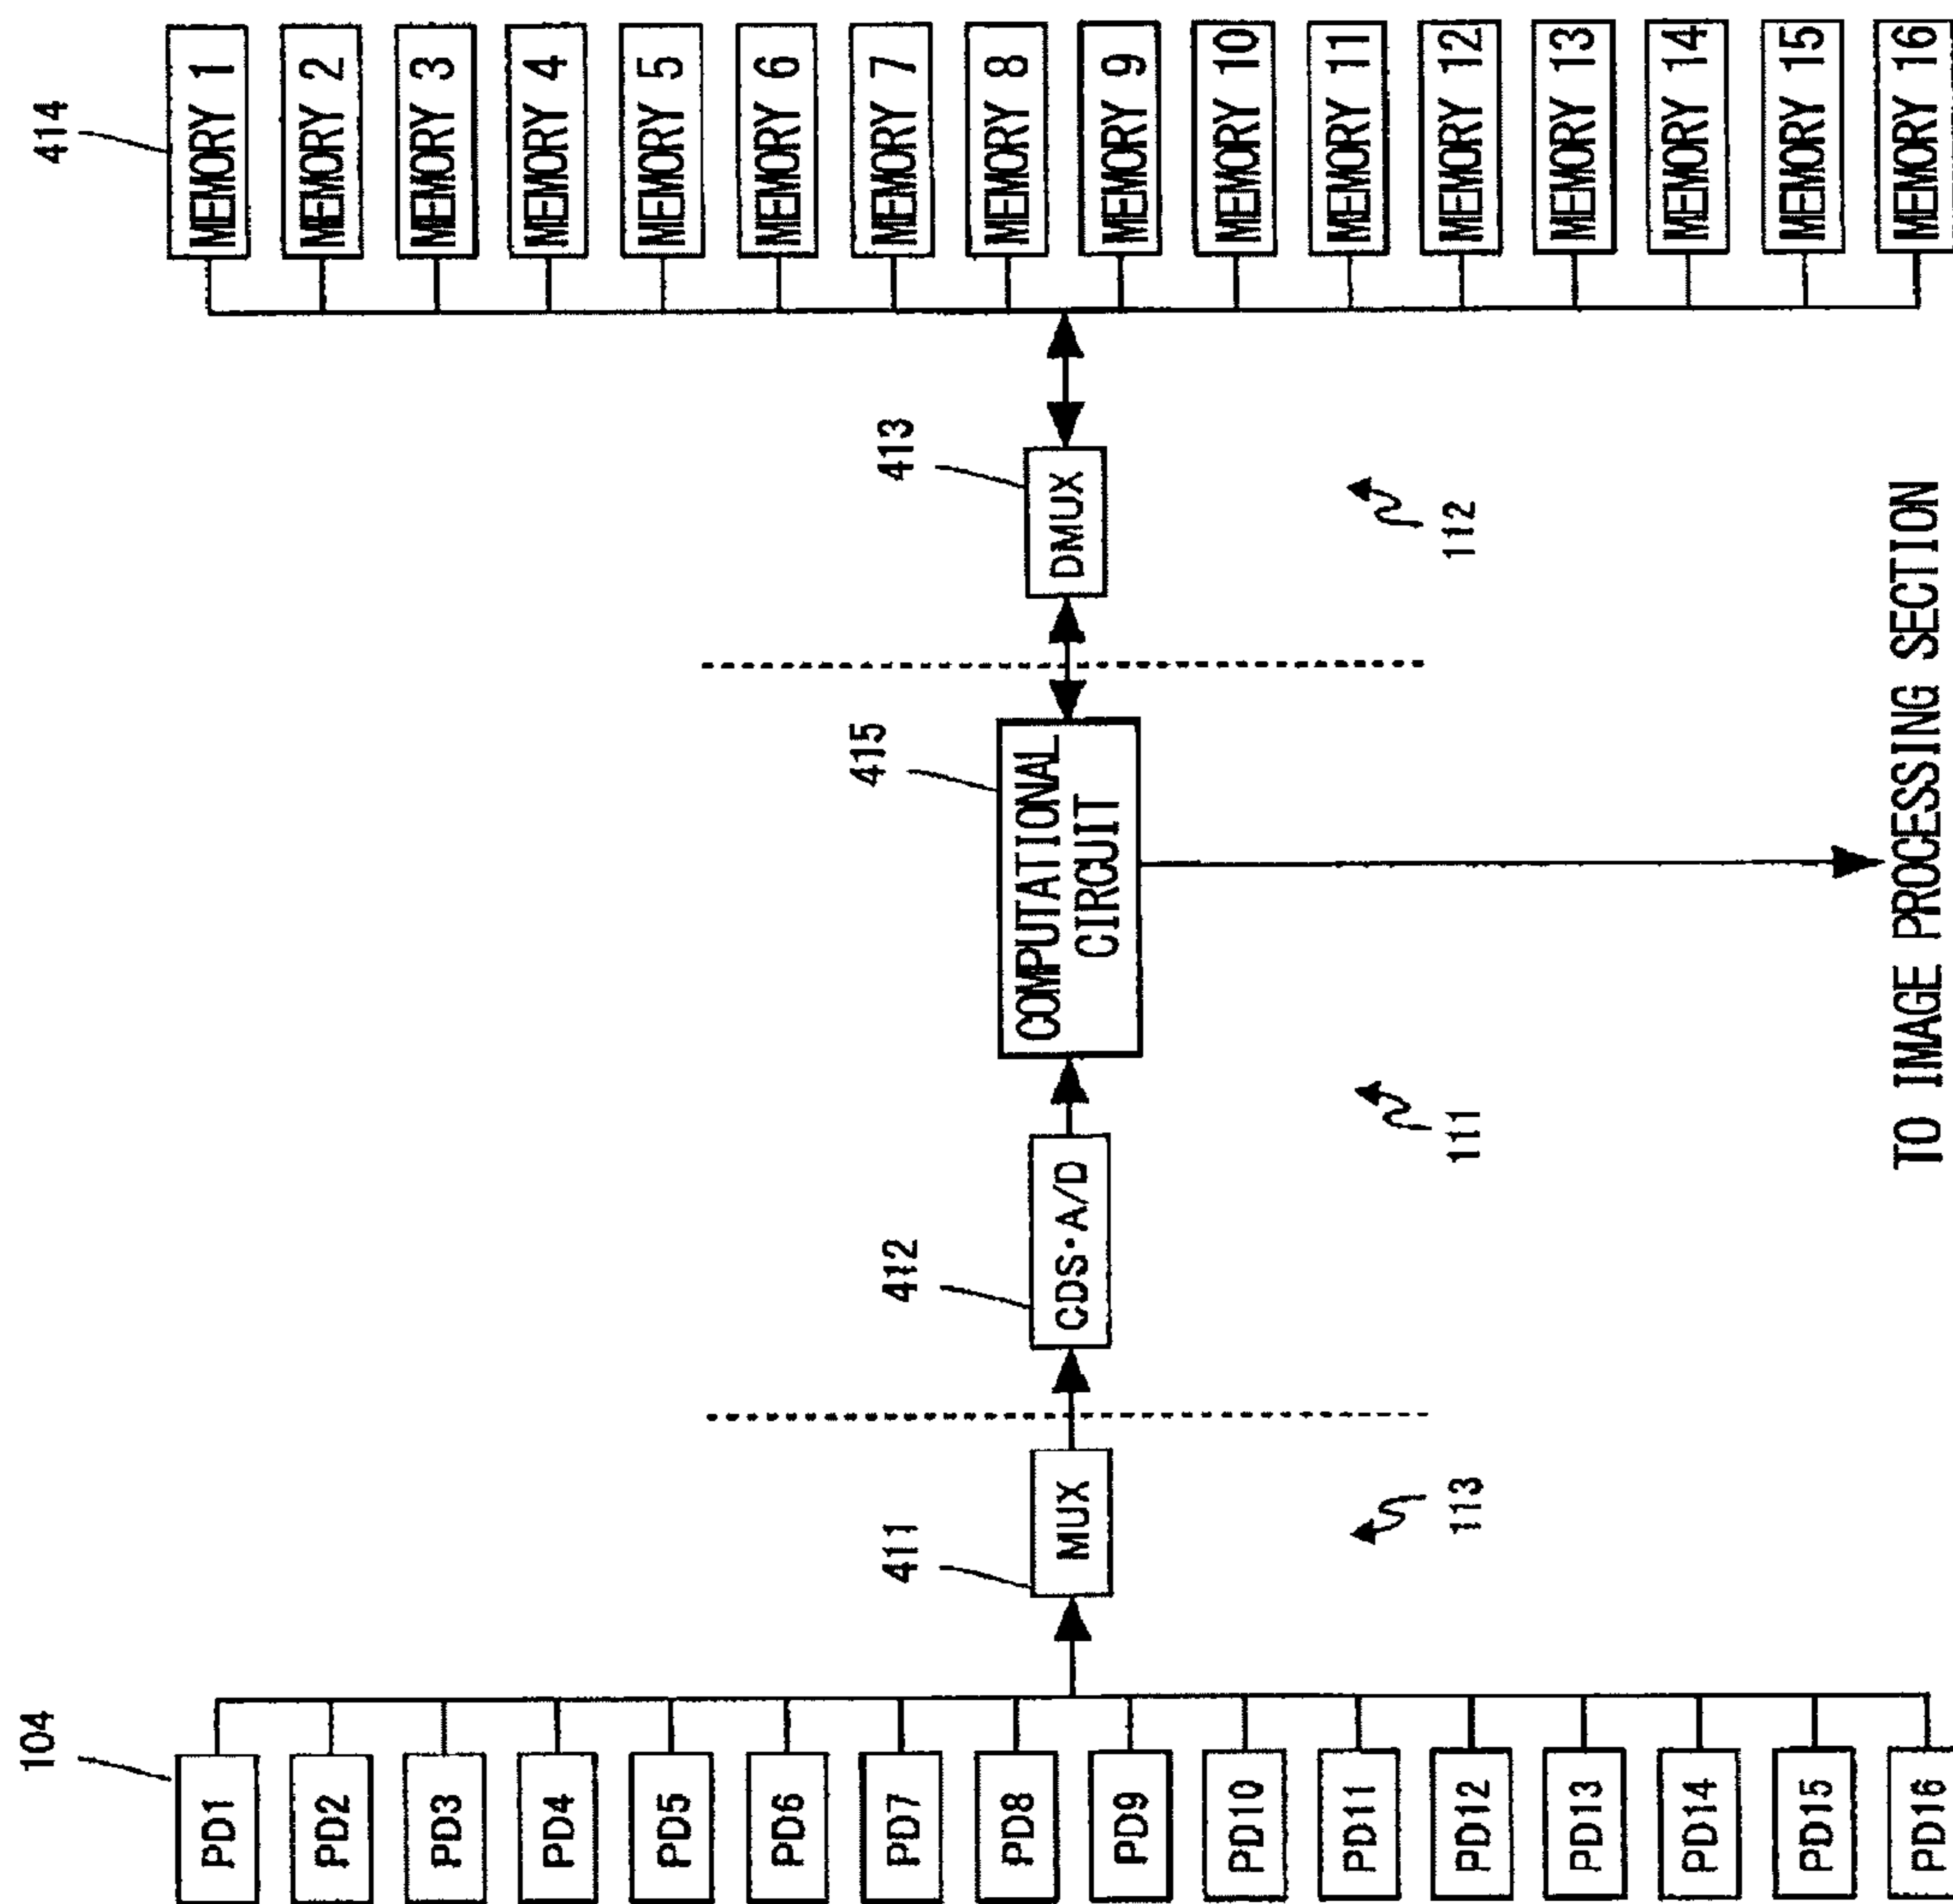 104
PD1
PD2
PD3
PD4
PD5
PD6
PD7
PD8
PD9
PD10
PD11
PD12
PD13
PD14
PD15
PD16
411
MUX
113
412
CDS・A/D
111
415
COMPUTATIONAL
CIRCUIT
TO IMAGE PROCESSING SECTION
413
DMUX
112
414
MEMORY 1
MEMORY 2
MEMORY 3
MEMORY 4
MEMORY 5
MEMORY 6
MEMORY 7
MEMORY 8
MEMORY 9
MEMORY 10
MEMORY 11
MEMORY 12
MEMORY 13
MEMORY 14
MEMORY 15
MEMORY 16